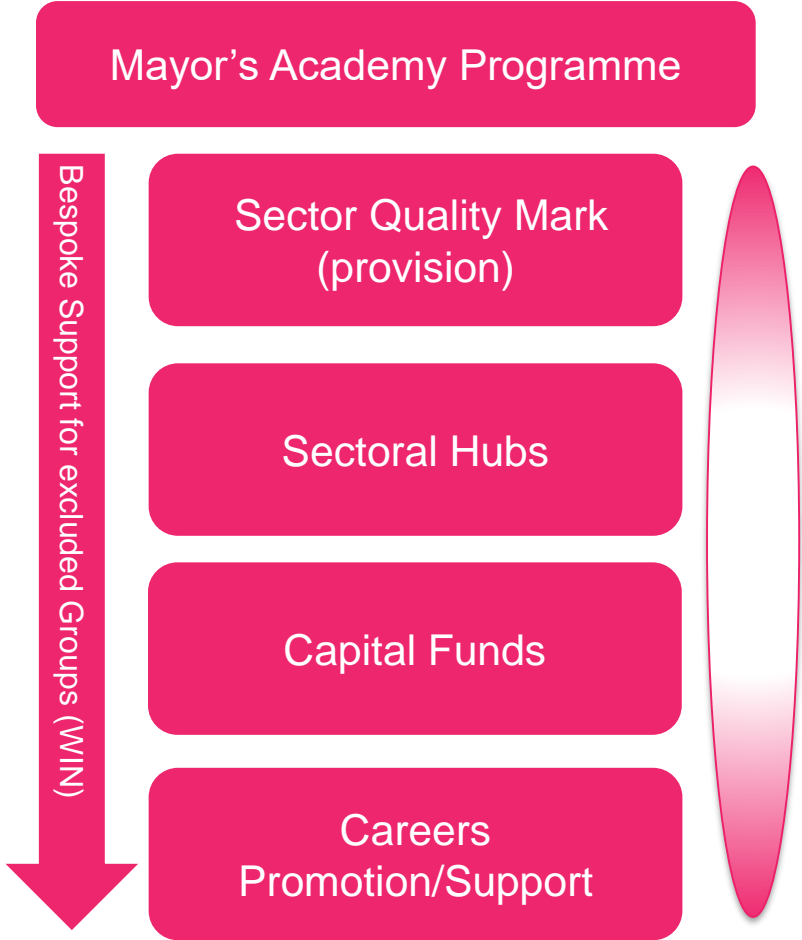 Mayor’s Academy Programme
Bespoke Support for excluded Groups (WIN)
Sector Quality Mark
(provision)
Sectoral Hubs
Capital Funds
Careers
Promotion/Support